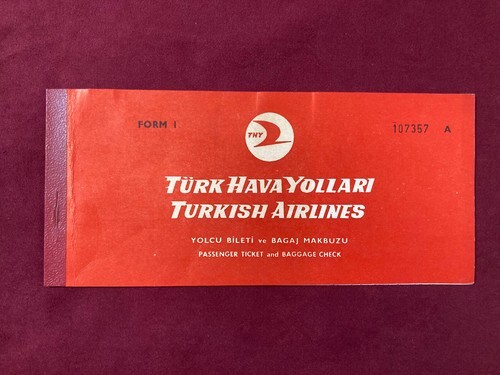 FORM 1
107357 A
THY
TÜRK HAVA YOLLARI
TURKISH AIRLINES
YOLCU BİLETİ ve BAGAJ MAKBUZU
PASSENGER TICKET and BAGGAGE CHECK